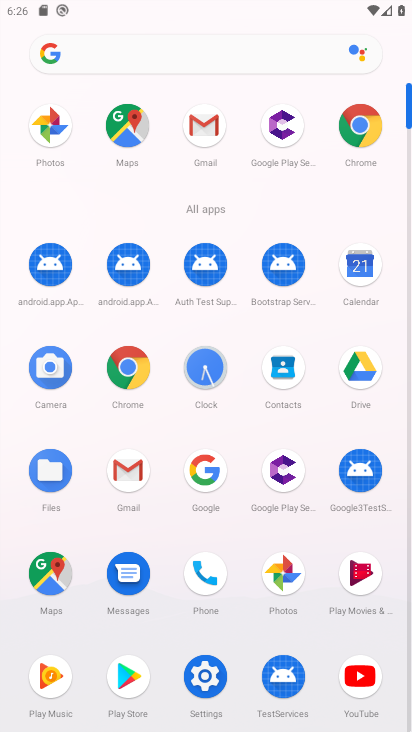 6:26
Photos
Maps
Gmail
Google Play Se...
Chrome
All apps
android.app.Ap...
android.app.A...
Auth Test Sup...
Bootstrap Serv...
21
Calendar
Camera
Chrome
Clock
Contacts
Drive
Files
Gmail
Google
Google Play Se...
Google3TestS...
Maps
Messages
Phone
Photos
Play Movies & ...
Play Music
Play Store
Settings
TestServices
YouTube